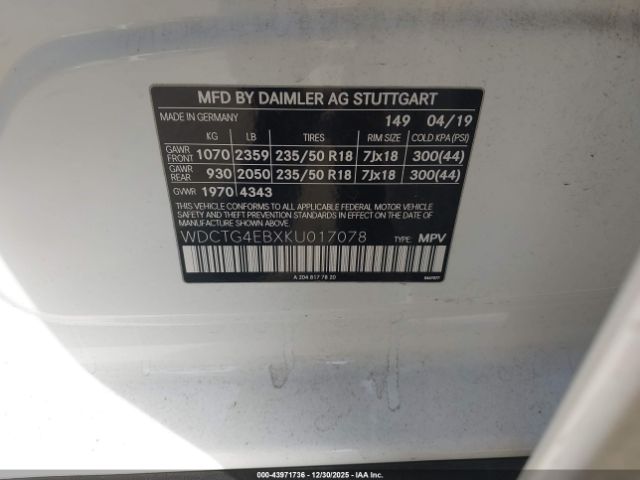 MFD BY DAIMLER AG STUTTGART
MADE IN GERMANY 149 04/19
KG LB TIRES RIM SIZE COLD KPA(PSI)
GAWR FRONT 1070 2359 235/50 R18 7Jx18 300(44)
GAWR REAR 930 2050 235/50 R18 7Jx18 300(44)
GVWR 1970 4343
THIS VEHICLE CONFORMS TO ALL APPLICABLE FEDERAL MOTOR VEHICLE
SAFETY, BUMPER, AND THEFT PREVENTION STANDARDS IN EFFECT ON THE DATE
OF MANUFACTURE SHOWN ABOVE.
WDCTG4EBXKU017078 TYPE: MPV
A 204 817 78 20
©00-43971736 - 12/30/2025 - IAAI, Inc.